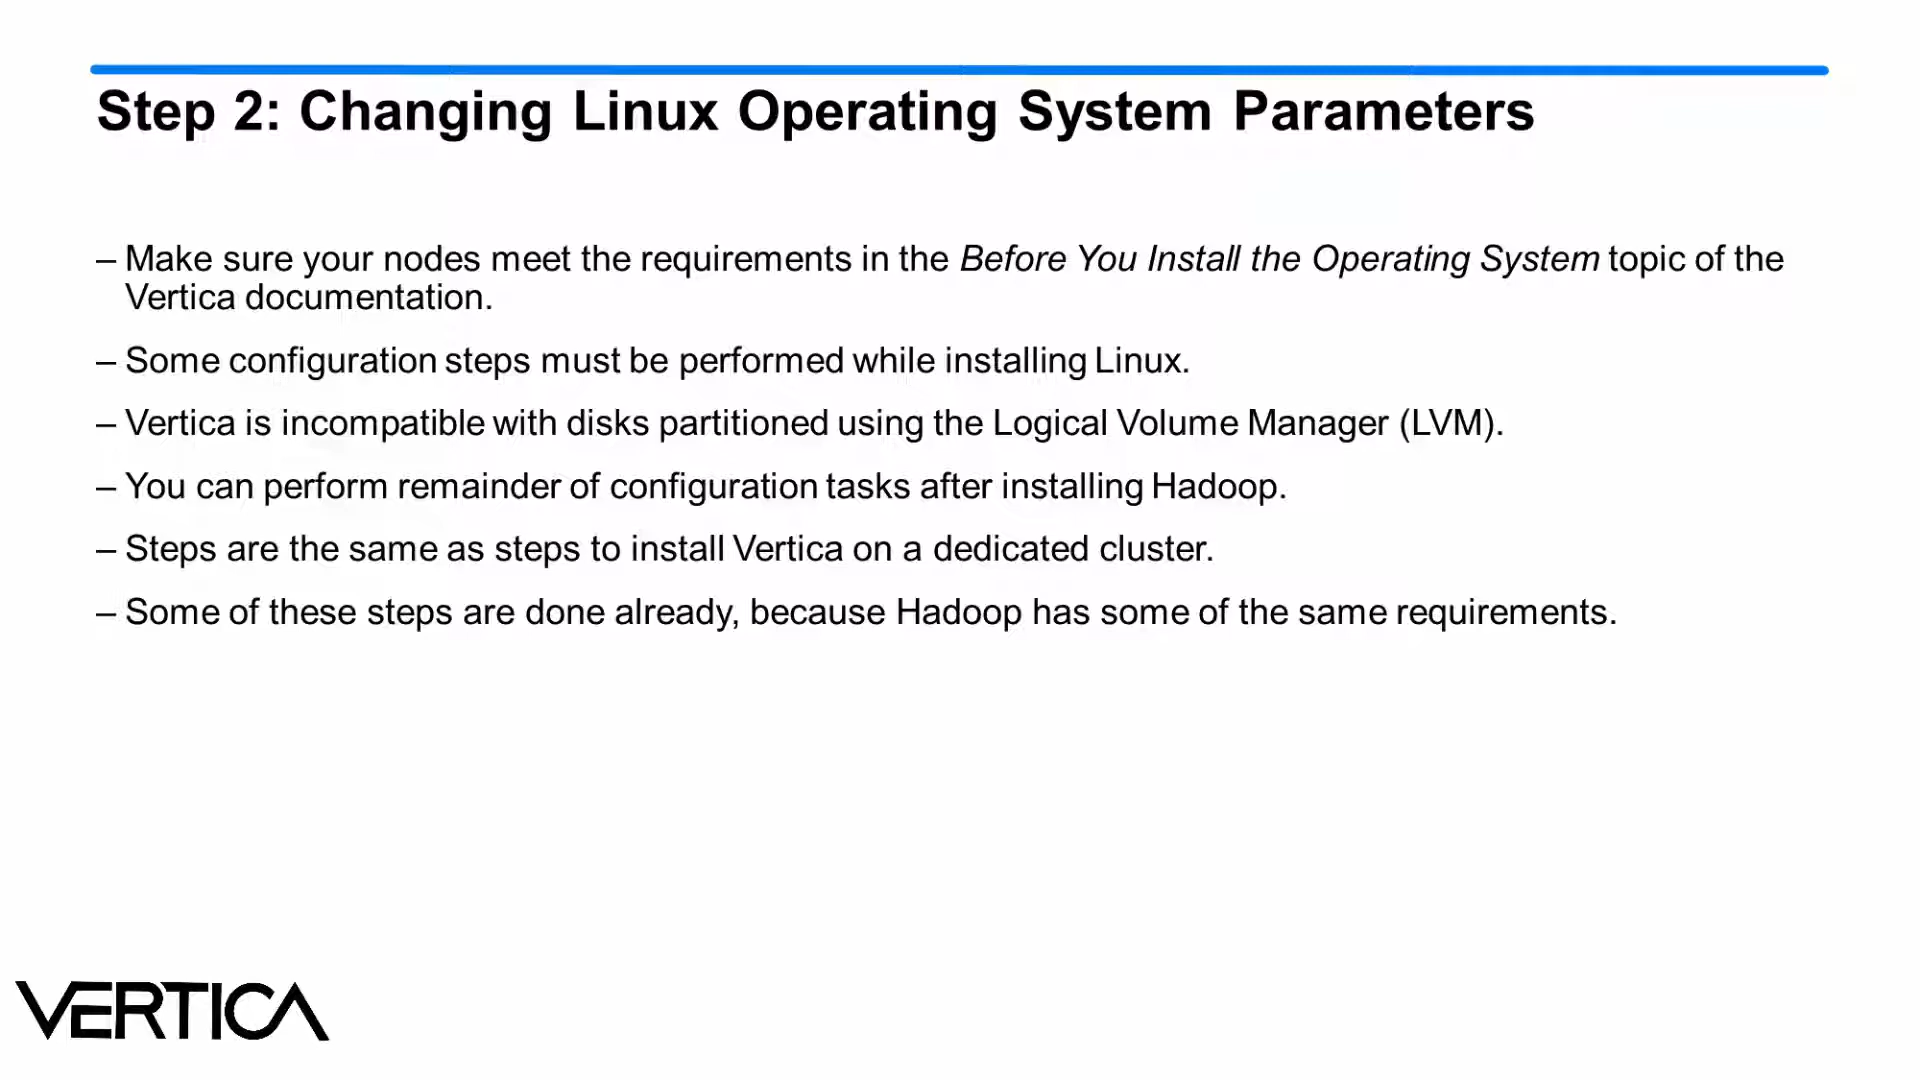 Step 2: Changing Linux Operating System Parameters
– Make sure your nodes meet the requirements in the Before You Install the Operating System topic of the
Vertica documentation.
– Some configuration steps must be performed while installing Linux.
– Vertica is incompatible with disks partitioned using the Logical Volume Manager (LVM).
– You can perform remainder of configuration tasks after installing Hadoop.
– Steps are the same as steps to install Vertica on a dedicated cluster.
– Some of these steps are done already, because Hadoop has some of the same requirements.
VERTICA